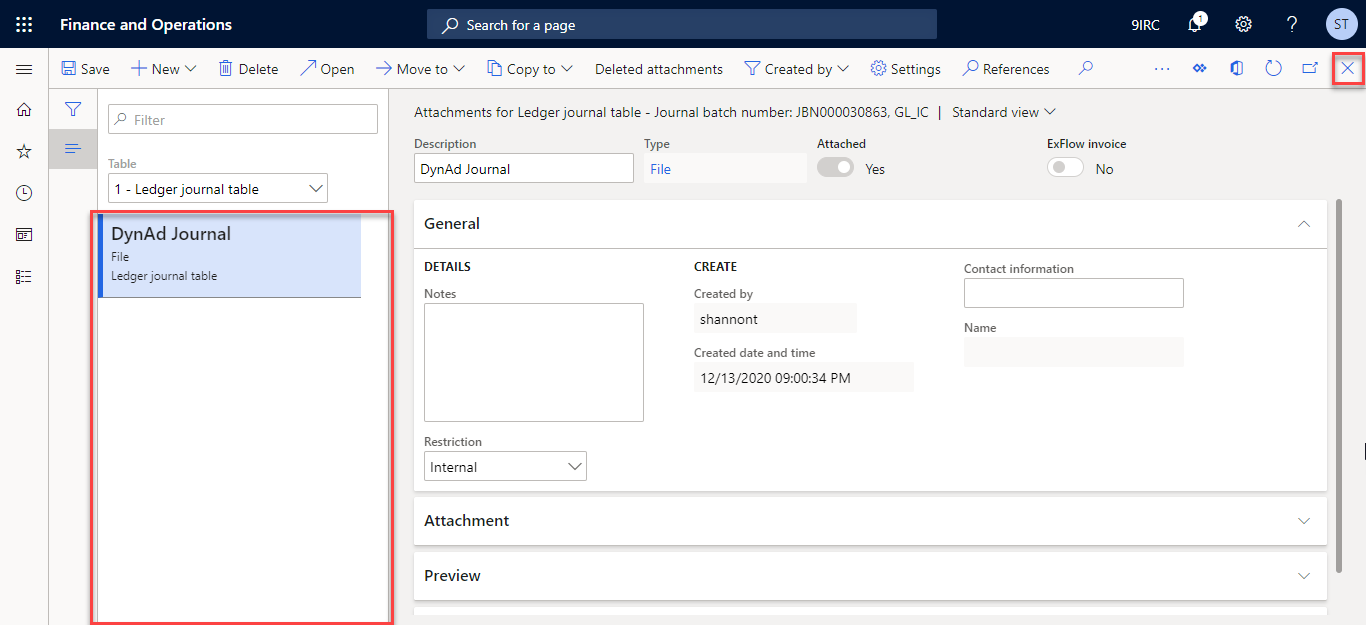 Finance and Operations
Search for a page
9IRC
1
?
ST
Save
New
Delete
Open
Move to
Copy to
Deleted attachments
Created by
Settings
References
...
Filter
Table
1 - Ledger journal table
DynAd Journal
File
Ledger journal table
Attachments for Ledger journal table - Journal batch number: JBN000030863, GL_IC | Standard view
Description
DynAd Journal
Type
File
Attached
Yes
ExFlow invoice
No
General
DETAILS
Notes
Restriction
Internal
CREATE
Created by
shannont
Created date and time
12/13/2020 09:00:34 PM
Contact information
Name
Attachment
Preview